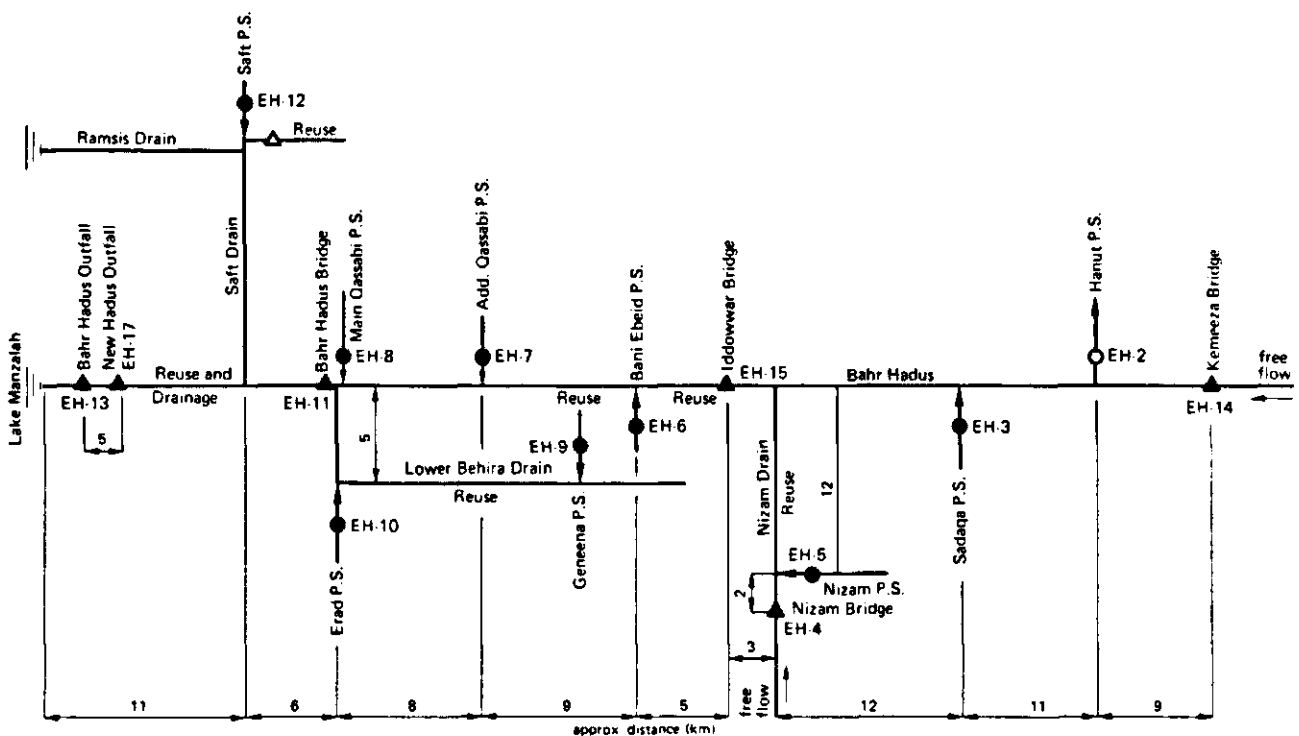 Saft P.S.
EH-12
Reuse
Ramsis Drain
Saft Drain
Bahr Hadus Outfall
New Hadus Outfall
EH-17
Bahr Hadus Bridge
Main Qassabi P.S.
EH-8
Add. Qassabi P.S.
EH-7
Bani Ebeid P.S.
Iddowwar Bridge
EH-15
Hanut P.S.
EH-2
Kemeeza Bridge
free
flow
Lake Manzalah
Reuse and
Drainage
EH-13
EH-11
Reuse
Reuse
Bahr Hadus
EH-14
5
5
EH-9
EH-6
EH-3
Lower Behira Drain
Reuse
Nizam Drain
Reuse
12
EH-10
Erad P.S.
Geneena P.S.
EH-5
Nizam P.S.
2
Nizam Bridge
EH-4
Sadaqa P.S.
3
free
flow
11
6
8
9
5
12
11
9
approx. distance (km)